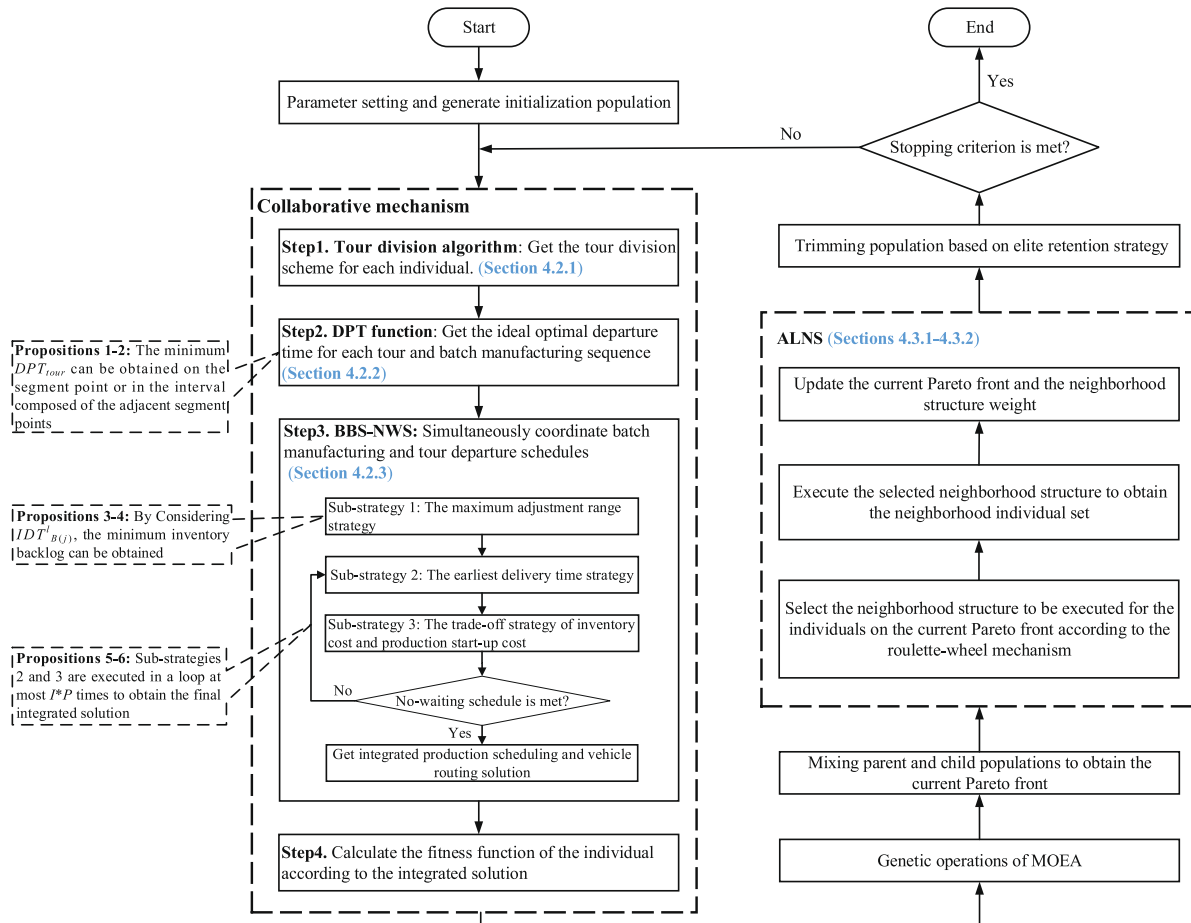 Start
Parameter setting and generate initialization population
Collaborative mechanism
Step1. Tour division algorithm: Get the tour division
scheme for each individual. (Section 4.2.1)
Step2. DPT function: Get the ideal optimal departure
time for each tour and batch manufacturing sequence
(Section 4.2.2)
Propositions 1-2: The minimum
DPT_tour can be obtained on the
segment point or in the interval
composed of the adjacent segment
points
Step3. BBS-NWS: Simultaneously coordinate batch
manufacturing and tour departure schedules
(Section 4.2.3)
Sub-strategy 1: The maximum adjustment range
strategy
Propositions 3-4: By Considering
IDT^l_B(j), the minimum inventory
backlog can be obtained
Sub-strategy 2: The earliest delivery time strategy
Sub-strategy 3: The trade-off strategy of inventory
cost and production start-up cost
Propositions 5-6: Sub-strategies
2 and 3 are executed in a loop at
most I*P times to obtain the final
integrated solution
No
No-waiting schedule is met?
Yes
Get integrated production scheduling and vehicle
routing solution
Step4. Calculate the fitness function of the individual
according to the integrated solution
End
Yes
No
Stopping criterion is met?
Trimming population based on elite retention strategy
ALNS (Sections 4.3.1-4.3.2)
Update the current Pareto front and the neighborhood
structure weight
Execute the selected neighborhood structure to obtain
the neighborhood individual set
Select the neighborhood structure to be executed for the
individuals on the current Pareto front according to the
roulette-wheel mechanism
Mixing parent and child populations to obtain the
current Pareto front
Genetic operations of MOEA